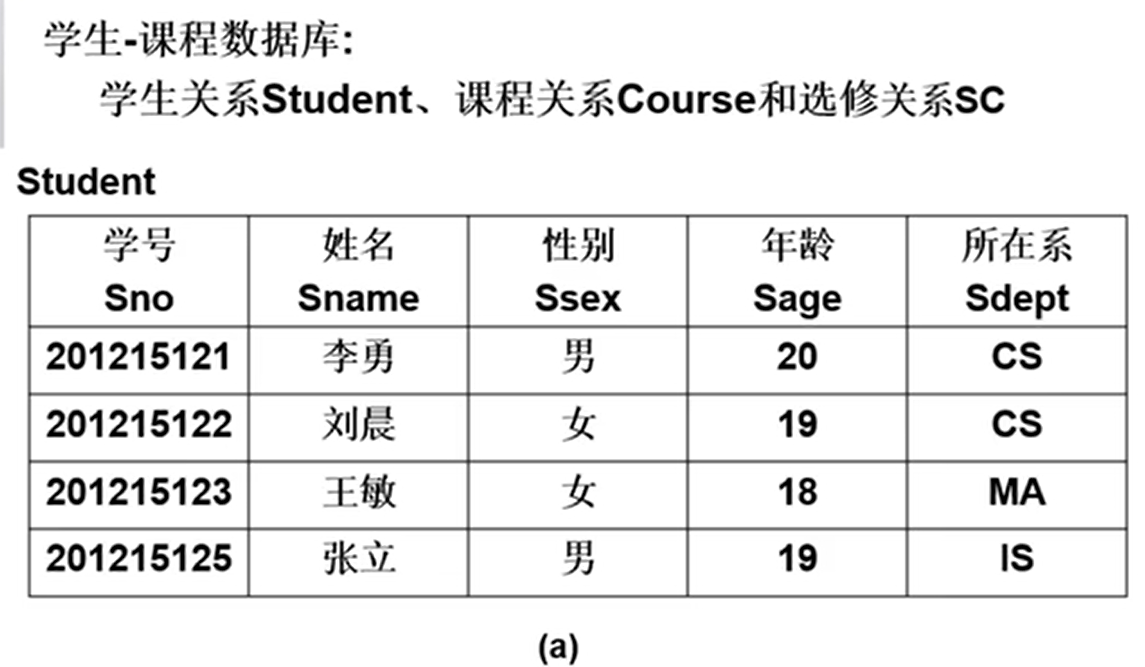 学生-课程数据库:
学生关系Student、课程关系Course和选修关系SC
Student
学号 姓名 性别 年龄 所在系
Sno Sname Ssex Sage Sdept
201215121 李勇 男 20 CS
201215122 刘晨 女 19 CS
201215123 王敏 女 18 MA
201215125 张立 男 19 IS
(a)